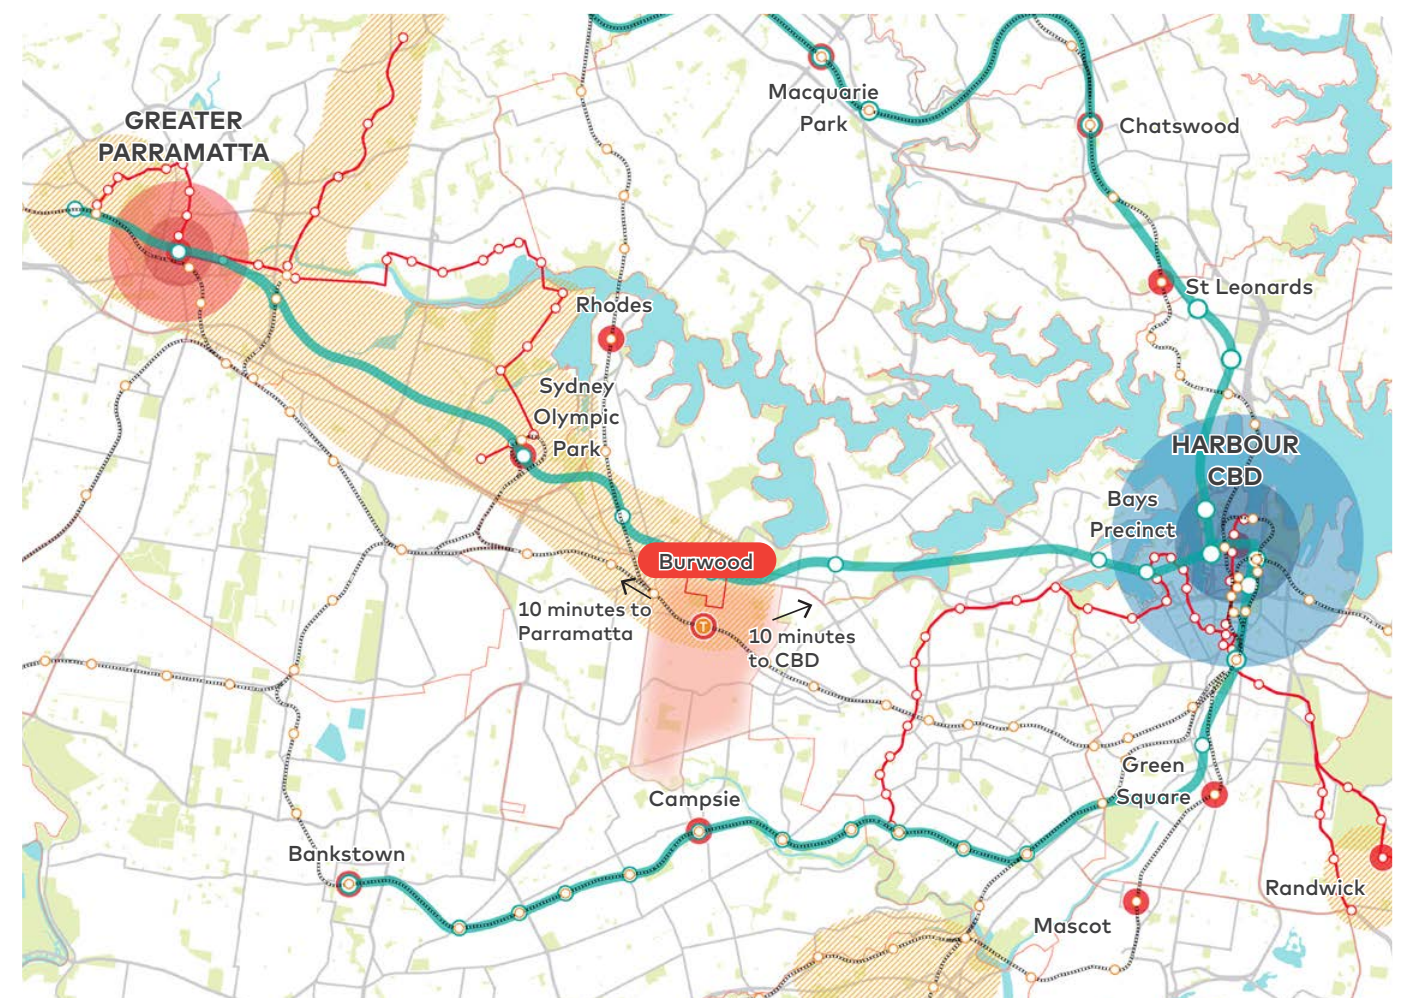 Macquarie
Park
GREATER
PARRAMATTA
Chatswood
St Leonards
Rhodes
Sydney
Olympic
Park
HARBOUR
CBD
Bays
Precinct
Burwood
10 minutes to
Parramatta
T
10 minutes
to CBD
Green
Square
Campsie
Bankstown
Randwick
Mascot